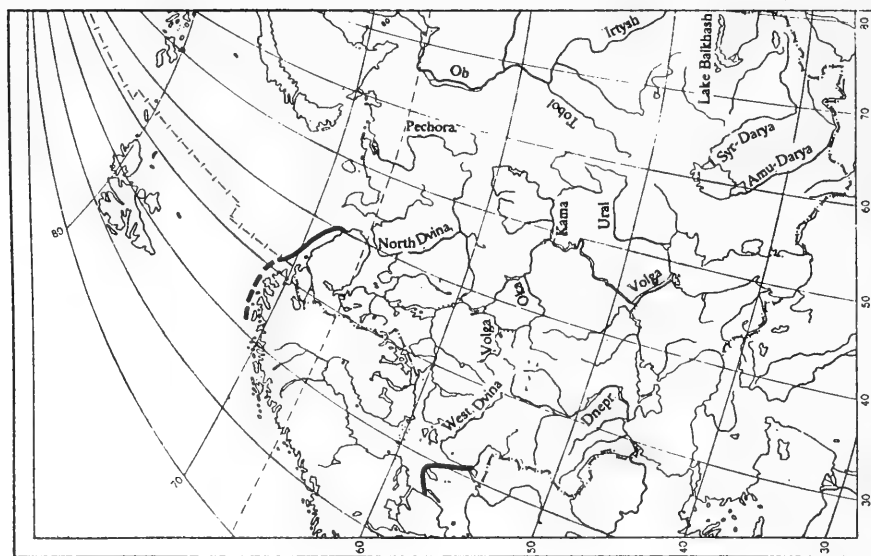 80
70
60
50
40
30
80
70
60
50
40
30
80
Ob
Irtysh
Tobol
Lake Balkhash
Pechora
Syr-Darya
Amu-Darya
North Dvina
Kama
Ural
Oka
Volga
Volga
West Dvina
Dnepr